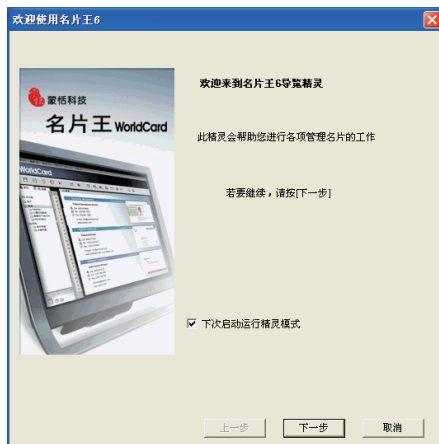 欢迎使用名片王6
蒙恬科技
名片王 WorldCard
WorldCard
欢迎来到名片王6导览精灵
此精灵会帮助您进行各项管理名片的工作
若要继续，请按[下一步]
下次启动运行精灵模式
上一步
下一步
取消